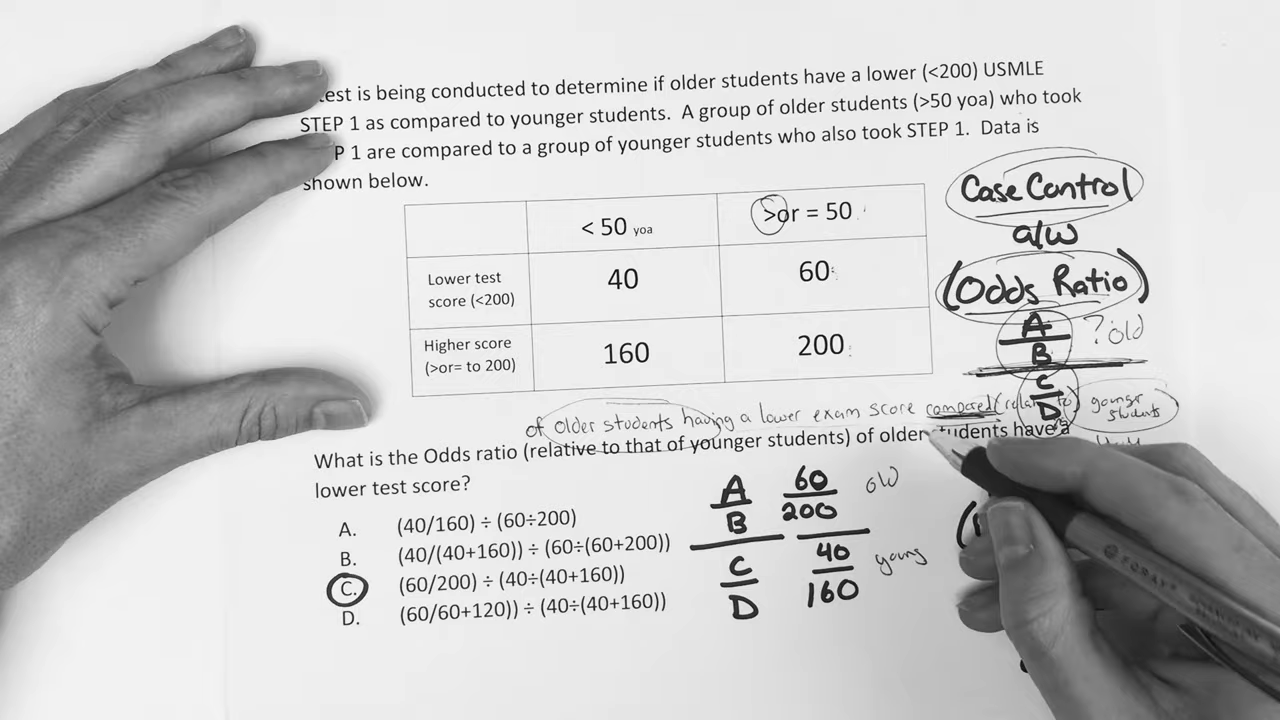 test is being conducted to determine if older students have a lower (<200) USMLE
STEP 1 as compared to younger students. A group of older students (>50 yoa) who took
P 1 are compared to a group of younger students who also took STEP 1. Data is
shown below.
< 50 yoa
>or = 50
Lower test
score (<200)
40
60
Higher score
(>or= to 200)
160
200
Case Control
a/w
(Odds Ratio)
A
B
? old
C
D
younger
students
of older students having a lower exam score compared (relative to)
What is the Odds ratio (relative to that of younger students) of older students have a
lower test score?
A. (40/160) ÷ (60÷200)
B. (40/(40+160)) ÷ (60÷(60+200))
C. (60/200) ÷ (40÷(40+160))
D. (60/60+120)) ÷ (40÷(40+160))
A
B
C
D
60
200
old
40
160
young